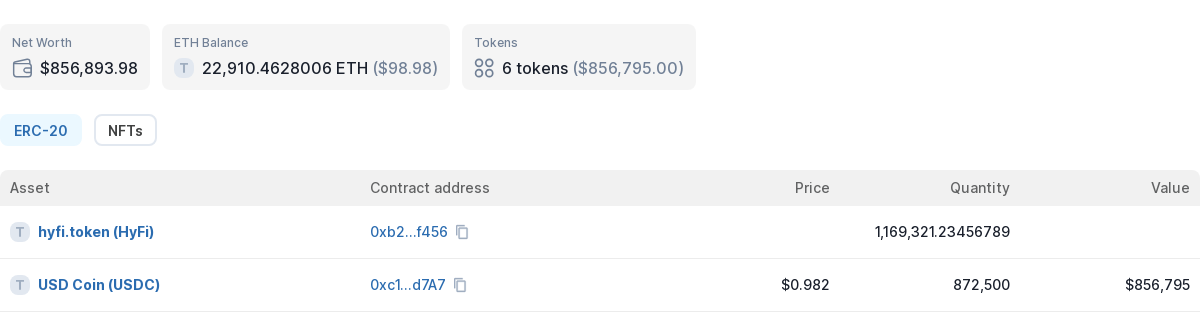 Net Worth
$856,893.98
ETH Balance
T 22,910.4628006 ETH ($98.98)
Tokens
6 tokens ($856,795.00)
ERC-20 NFTs
Asset Contract address Price Quantity Value
T hyfi.token (HyFi) 0xb2...f456 1,169,321.23456789
T USD Coin (USDC) 0xc1...d7A7 $0.982 872,500 $856,795